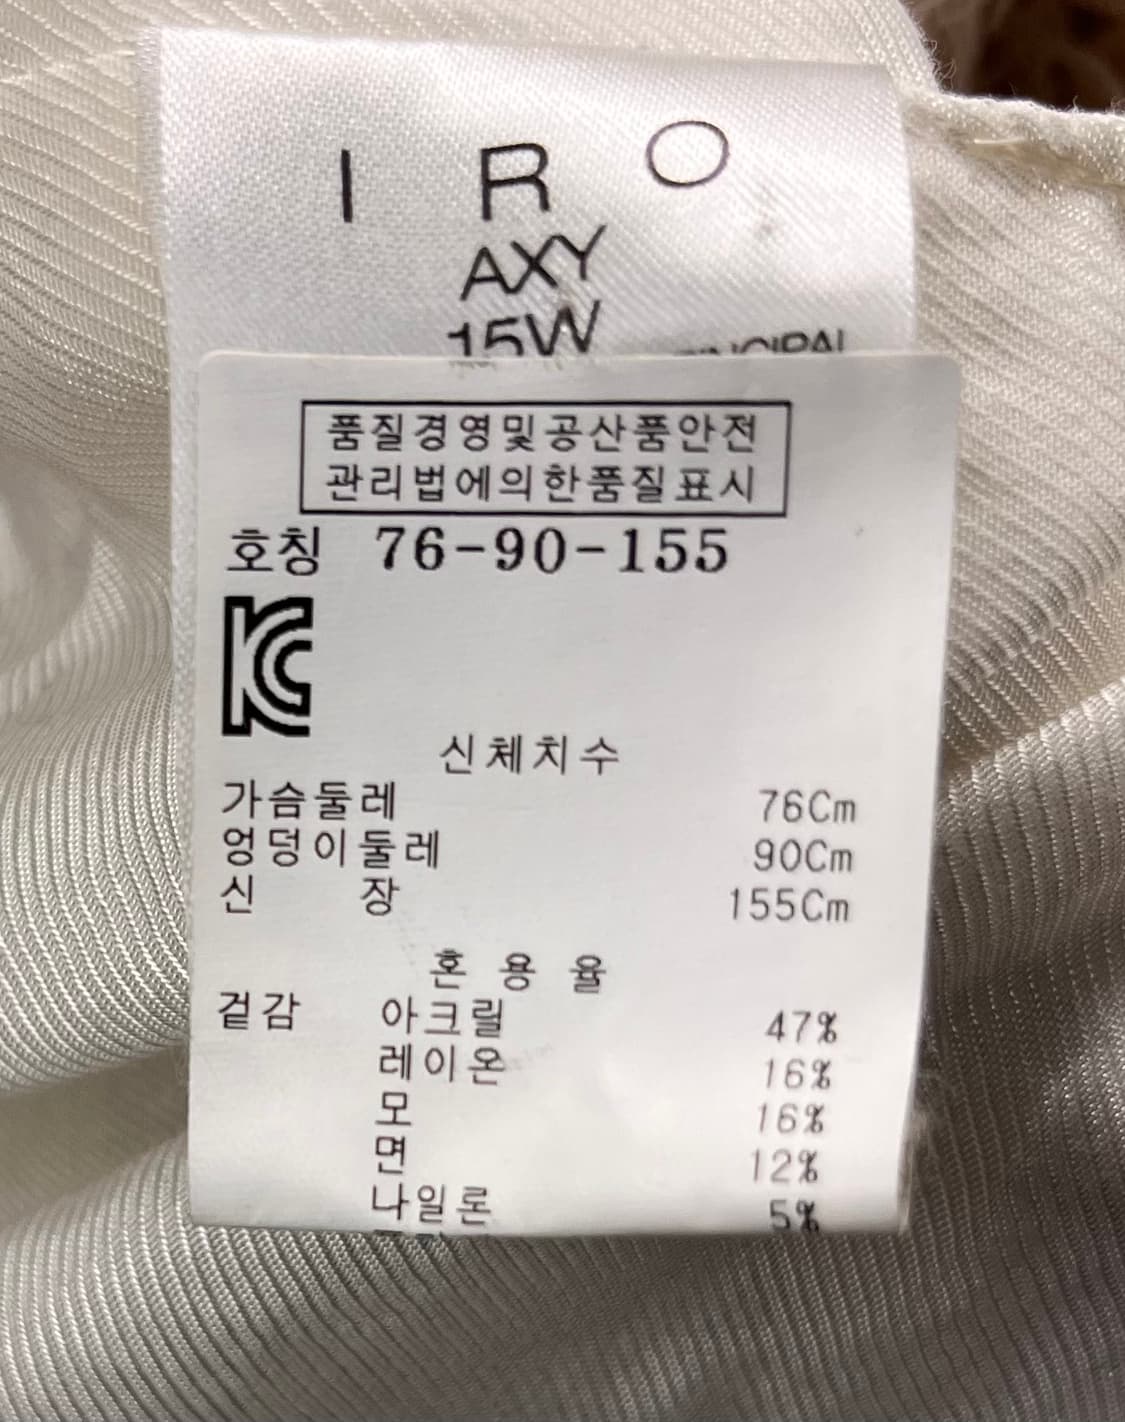 I R O
AXY
15W
품질경영및공산품안전
관리법에의한품질표시
호칭 76-90-155
신체치수
가슴둘레 76Cm
엉덩이둘레 90Cm
신 장 155Cm
혼 용 율
겉감 아크릴 47%
레이온 16%
모 16%
면 12%
나일론 5%